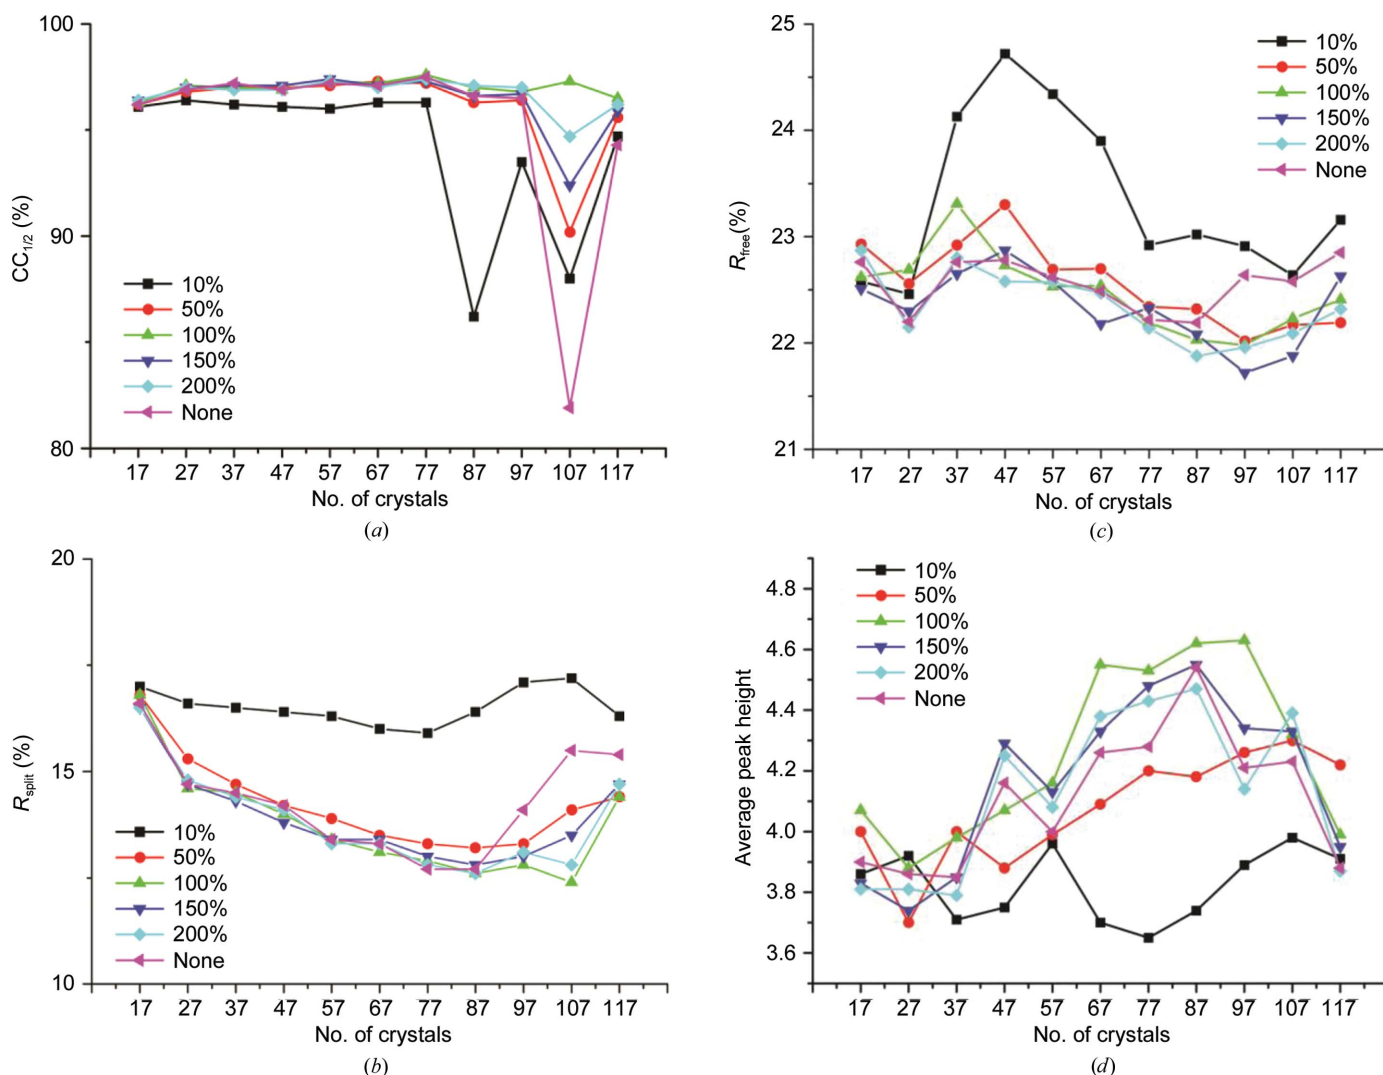 100
90
80
CC1/2 (%)
10%
50%
100%
150%
200%
None
17 27 37 47 57 67 77 87 97 107 117
No. of crystals
(a)
25
24
23
22
21
Rfree(%)
10%
50%
100%
150%
200%
None
17 27 37 47 57 67 77 87 97 107 117
No. of crystals
(c)
20
15
10
Rsplit (%)
10%
50%
100%
150%
200%
None
17 27 37 47 57 67 77 87 97 107 117
No. of crystals
(b)
4.8
4.6
4.4
4.2
4.0
3.8
3.6
Average peak height
10%
50%
100%
150%
200%
None
17 27 37 47 57 67 77 87 97 107 117
No. of crystals
(d)